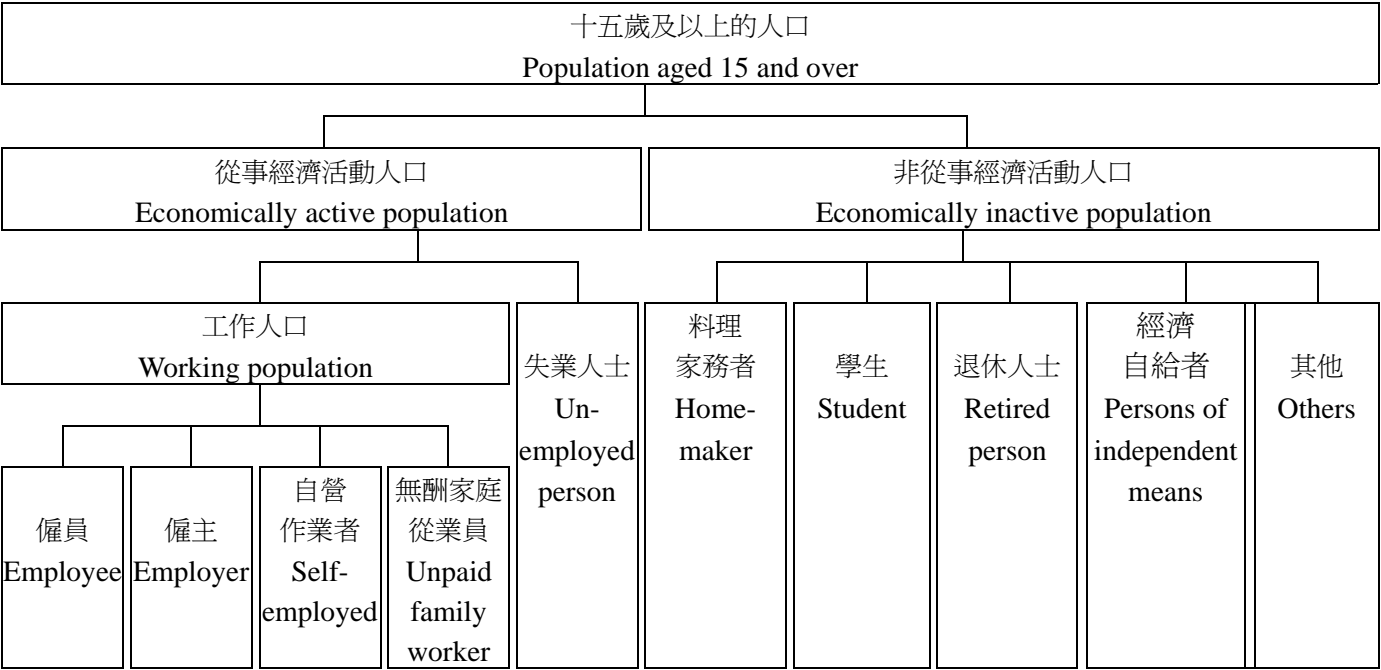 十五歲及以上的人口
Population aged 15 and over
從事經濟活動人口
Economically active population
非從事經濟活動人口
Economically inactive population
工作人口
Working population
失業人士
Un-
employed
person
料理
家務者
Home-
maker
學生
Student
退休人士
Retired
person
經濟
自給者
Persons of
independent
means
其他
Others
僱員
Employee
僱主
Employer
自營
作業者
Self-
employed
無酬家庭
從業員
Unpaid
family
worker